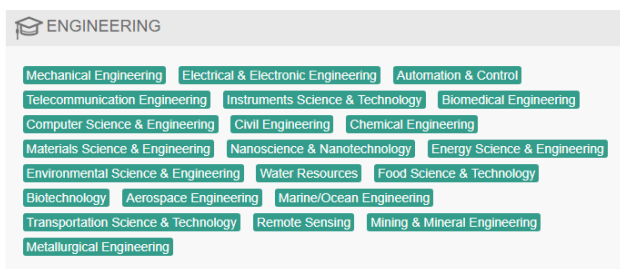 ENGINEERING
Mechanical Engineering Electrical & Electronic Engineering Automation & Control
Telecommunication Engineering Instruments Science & Technology Biomedical Engineering
Computer Science & Engineering Civil Engineering Chemical Engineering
Materials Science & Engineering Nanoscience & Nanotechnology Energy Science & Engineering
Environmental Science & Engineering Water Resources Food Science & Technology
Biotechnology Aerospace Engineering Marine/Ocean Engineering
Transportation Science & Technology Remote Sensing Mining & Mineral Engineering
Metallurgical Engineering